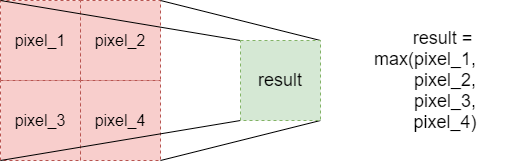 pixel_1 pixel_2
pixel_3 pixel_4
result
result =
max(pixel_1,
pixel_2,
pixel_3,
pixel_4)